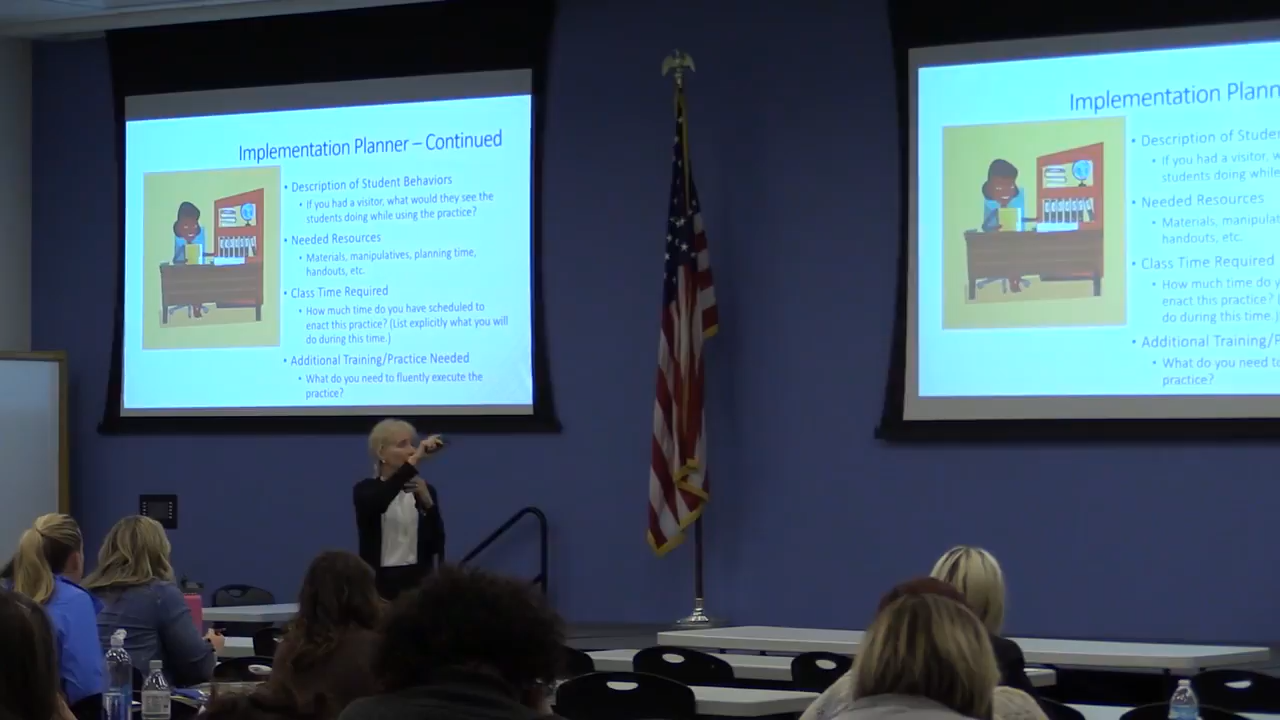 Implementation Planner – Continued
• Description of Student Behaviors
• If you had a visitor, what would they see the
students doing while using the practice?
• Needed Resources
• Materials, manipulatives, planning time,
handouts, etc.
• Class Time Required
• How much time do you have scheduled to
enact this practice? (List explicitly what you will
do during this time.)
• Additional Training/Practice Needed
• What do you need to fluently execute the
practice?
Implementation Plann
• Description of Studen
• If you had a visitor, w
students doing while
• Needed Resources
• Materials, manipula
handouts, etc.
• Class Time Required
• How much time do y
enact this practice?
do during this time.)
• Additional Training/P
• What do you need to
practice?